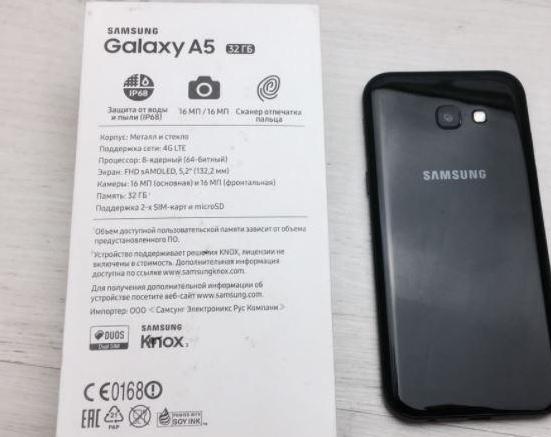 SAMSUNG
Galaxy A5 32 ГБ
IP68
Защита от воды и пыли (IP68)
16 МП / 16 МП
Сканер отпечатка пальца
Корпус: Металл и стекло
Поддержка сети: 4G LTE
Процессор: 8-ядерный (64-битный)
Экран: FHD sAMOLED, 5,2" (132,2 мм)
Камеры: 16 МП (основная) и 16 МП (фронтальная)
Память: 32 ГБ*
Поддержка 2-х SIM-карт и microSD
*Объем доступной пользовательской памяти зависит от объема
предустановленного ПО.
Устройство поддерживает решения KNOX, лицензии не
включены в стоимость. Дополнительная информация
доступна по ссылке www.samsungknox.com.
Для получения дополнительной информации об
устройстве посетите веб-сайт www.samsung.com.
Импортер: ООО < Самсунг Электроникс Рус Компани >
DUOS
Dual SIM
SAMSUNG
Knox
CE0168
EAC
21
PAP
PRINTED WITH
SOY INK
SAMSUNG